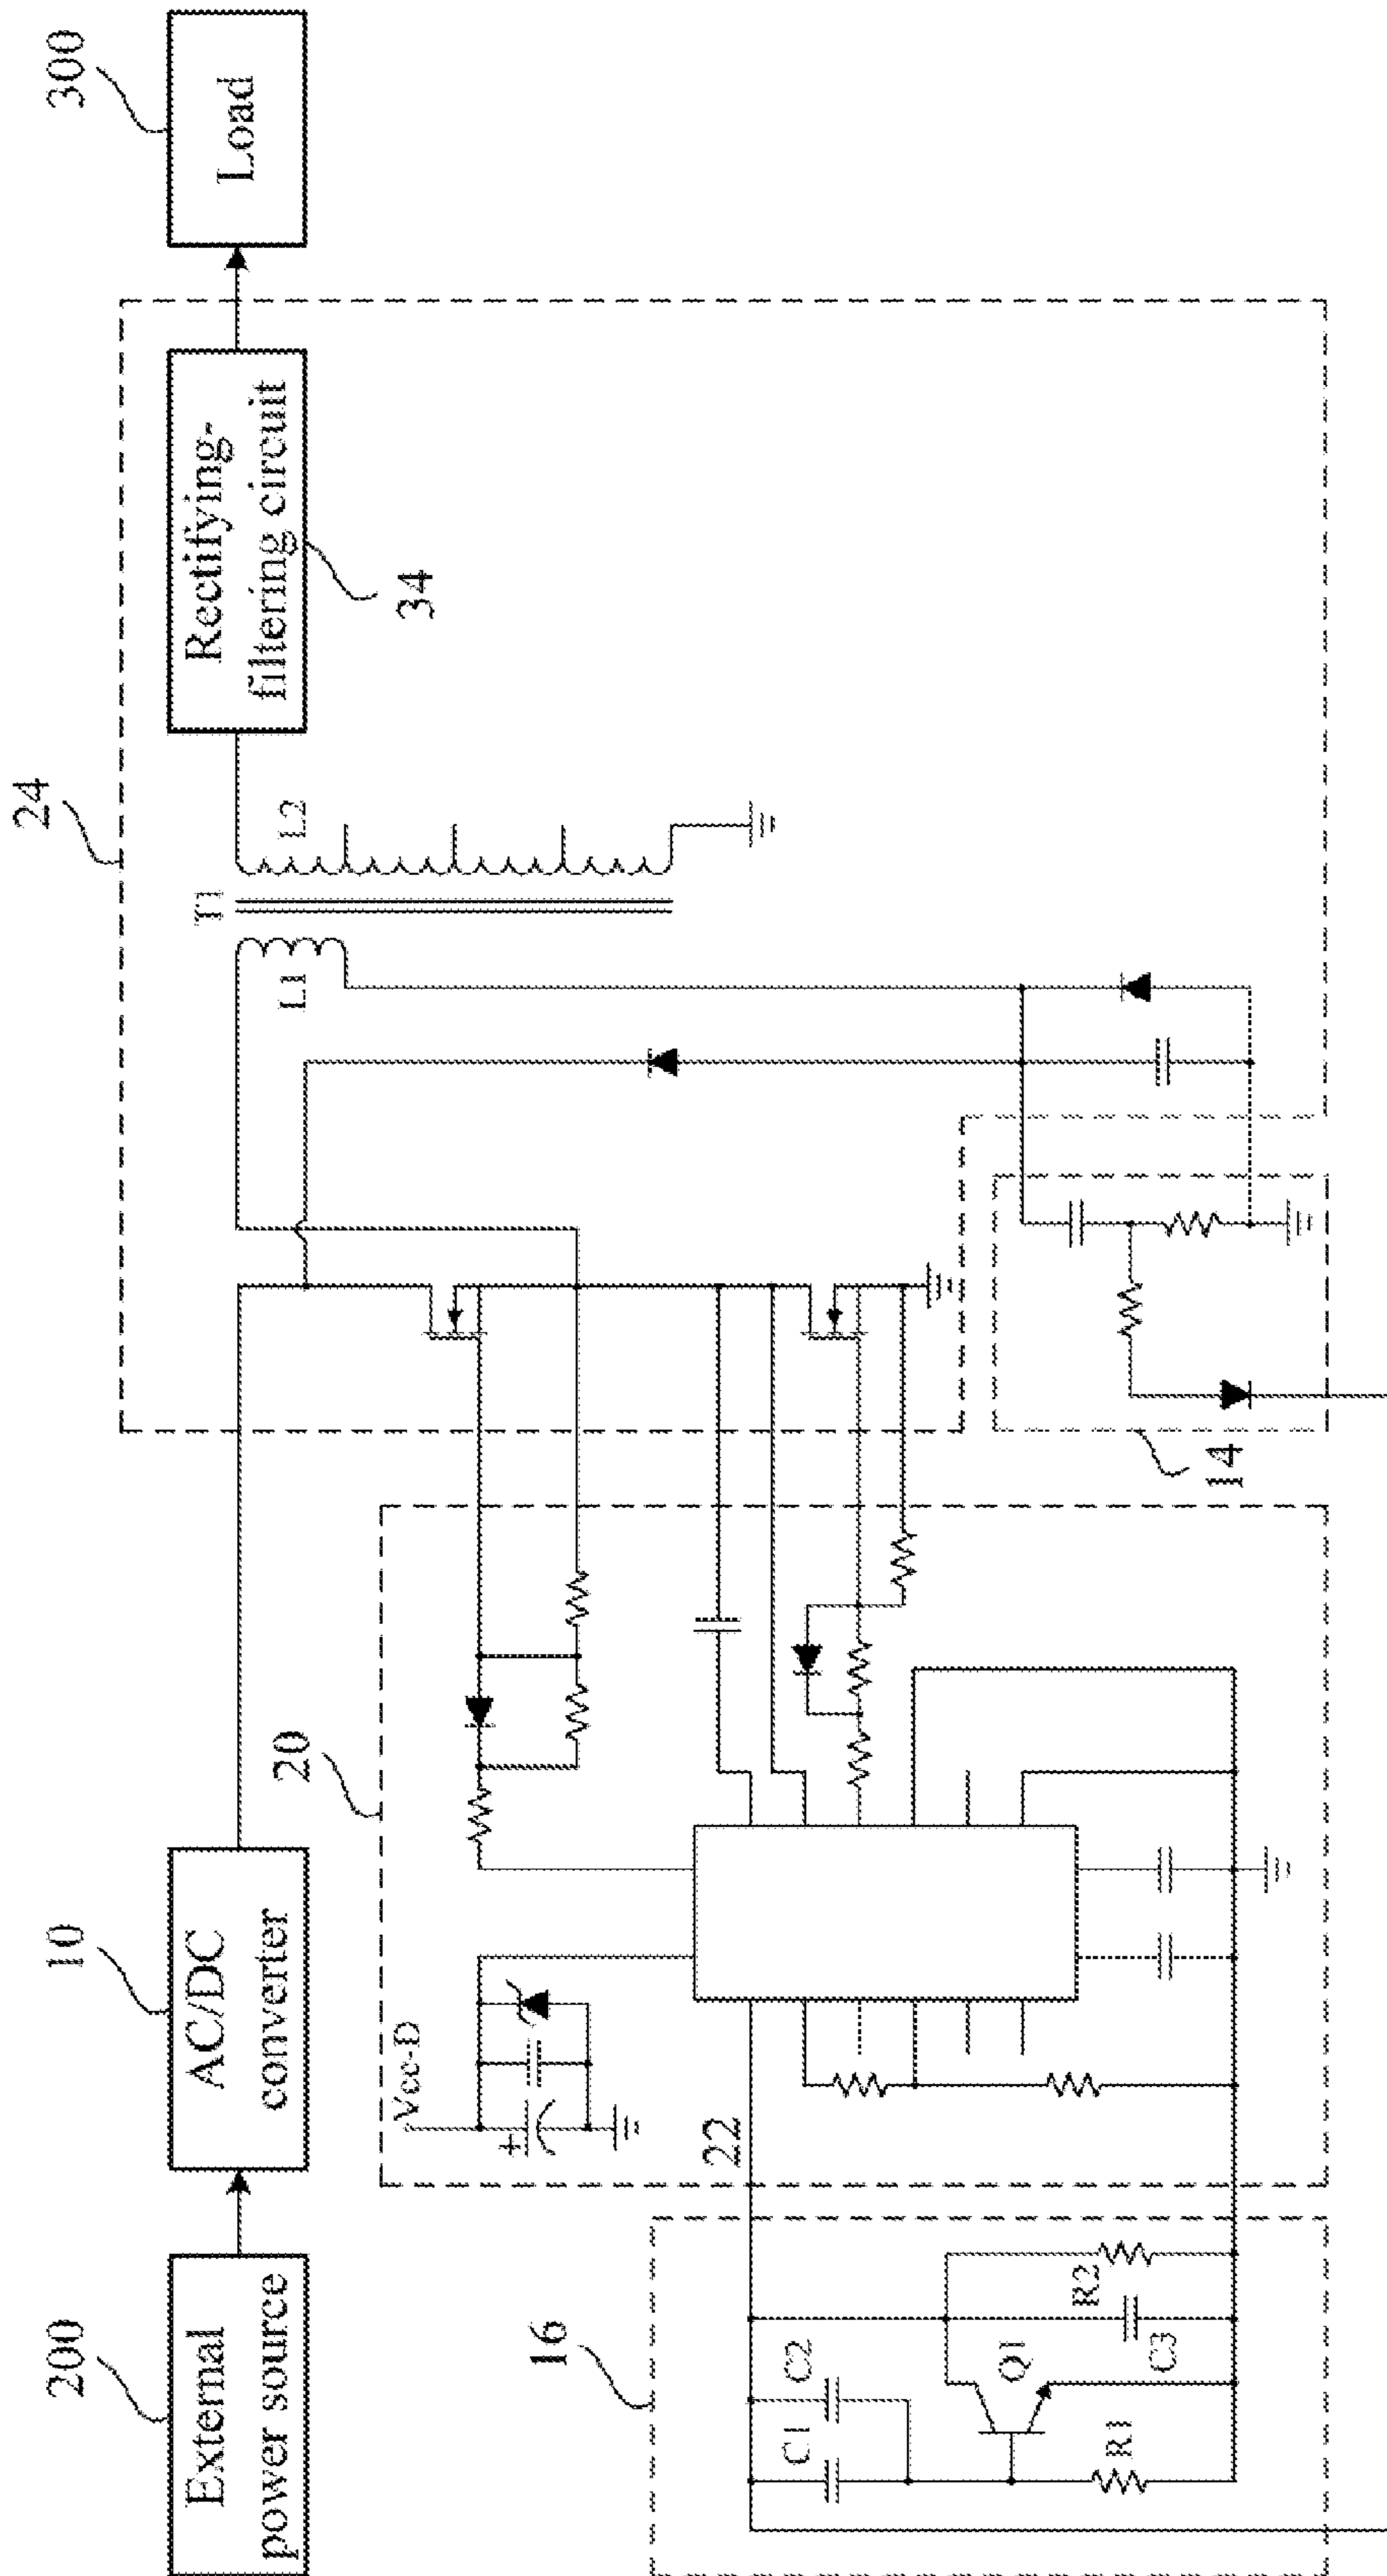 200
External
power source
10
AC/DC
converter
24
T1
L1
L2
Rectifying-
filtering circuit
34
300
Load
20
Vcc-D
22
14
16
C1
C2
Q1
R1
C3
R2
+